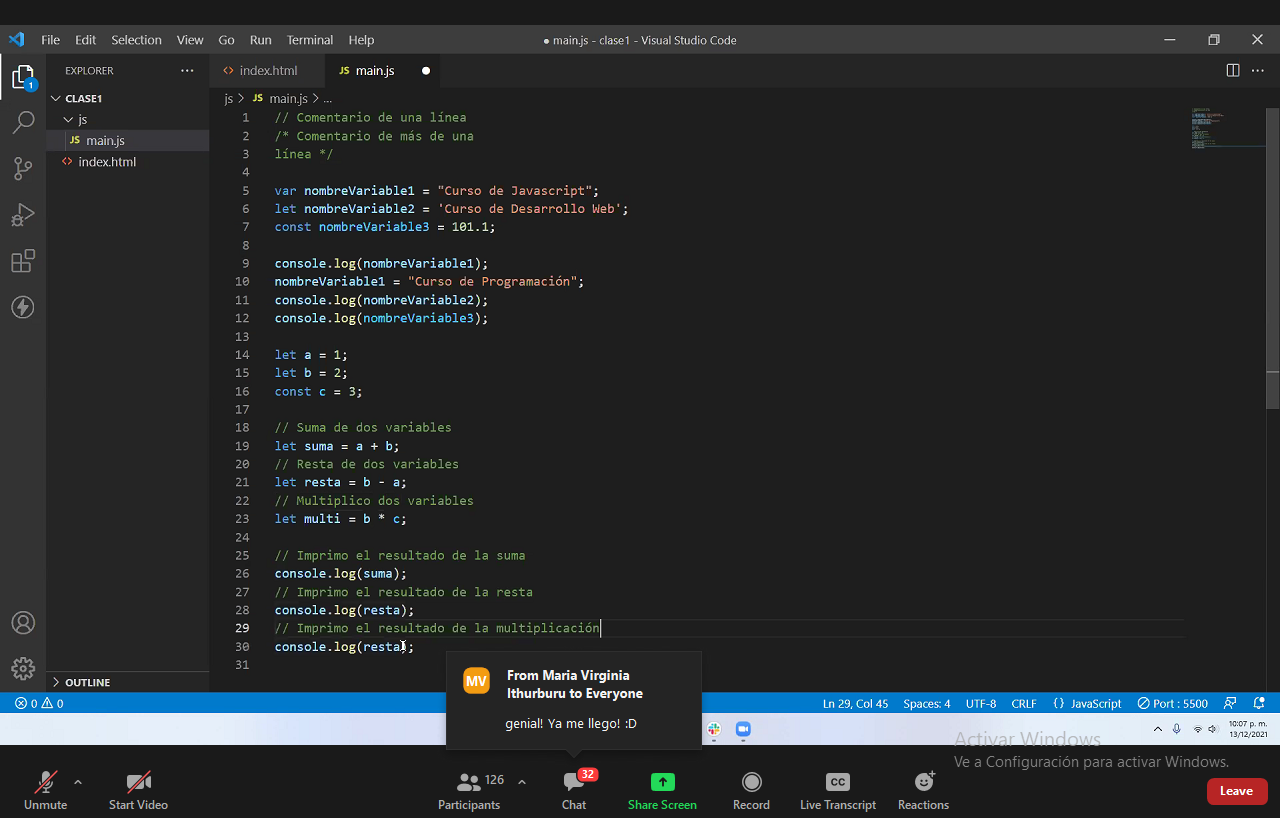 File Edit Selection View Go Run Terminal Help
● main.js - clase1 - Visual Studio Code
EXPLORER
1
CLASE1
js
JS main.js
index.html
OUTLINE
index.html
JS main.js
js > JS main.js > ...
1 // Comentario de una línea
2 /* Comentario de más de una
3 línea */
4
5 var nombreVariable1 = "Curso de Javascript";
6 let nombreVariable2 = 'Curso de Desarrollo Web';
7 const nombreVariable3 = 101.1;
8
9 console.log(nombreVariable1);
10 nombreVariable1 = "Curso de Programación";
11 console.log(nombreVariable2);
12 console.log(nombreVariable3);
13
14 let a = 1;
15 let b = 2;
16 const c = 3;
17
18 // Suma de dos variables
19 let suma = a + b;
20 // Resta de dos variables
21 let resta = b - a;
22 // Multiplico dos variables
23 let multi = b * c;
24
25 // Imprimo el resultado de la suma
26 console.log(suma);
27 // Imprimo el resultado de la resta
28 console.log(resta);
29 // Imprimo el resultado de la multiplicación
30 console.log(resta);
31
From Maria Virginia
Ithurburu to Everyone
MV
genial! Ya me llego! :D
0 0
Ln 29, Col 45 Spaces: 4 UTF-8 CRLF {} JavaScript Port : 5500
10:07 p. m.
13/12/2021
Activar Windows
Ve a Configuración para activar Windows.
126
32
CC
Unmute Start Video Participants Chat Share Screen Record Live Transcript Reactions Leave